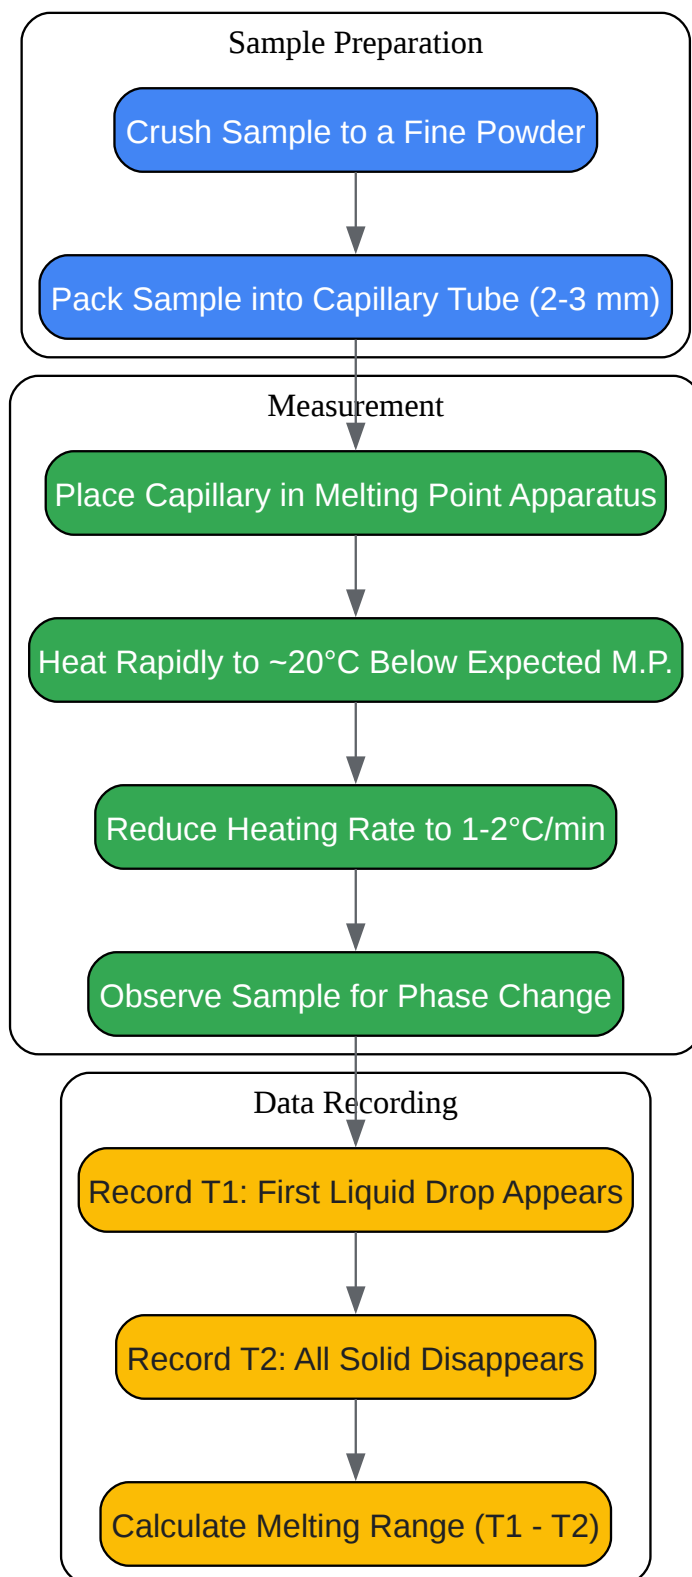 Sample Preparation
Crush Sample to a Fine Powder
Pack Sample into Capillary Tube (2-3 mm)
Measurement
Place Capillary in Melting Point Apparatus
Heat Rapidly to ~20°C Below Expected M.P.
Reduce Heating Rate to 1-2°C/min
Observe Sample for Phase Change
Data Recording
Record T1: First Liquid Drop Appears
Record T2: All Solid Disappears
Calculate Melting Range (T1 - T2)